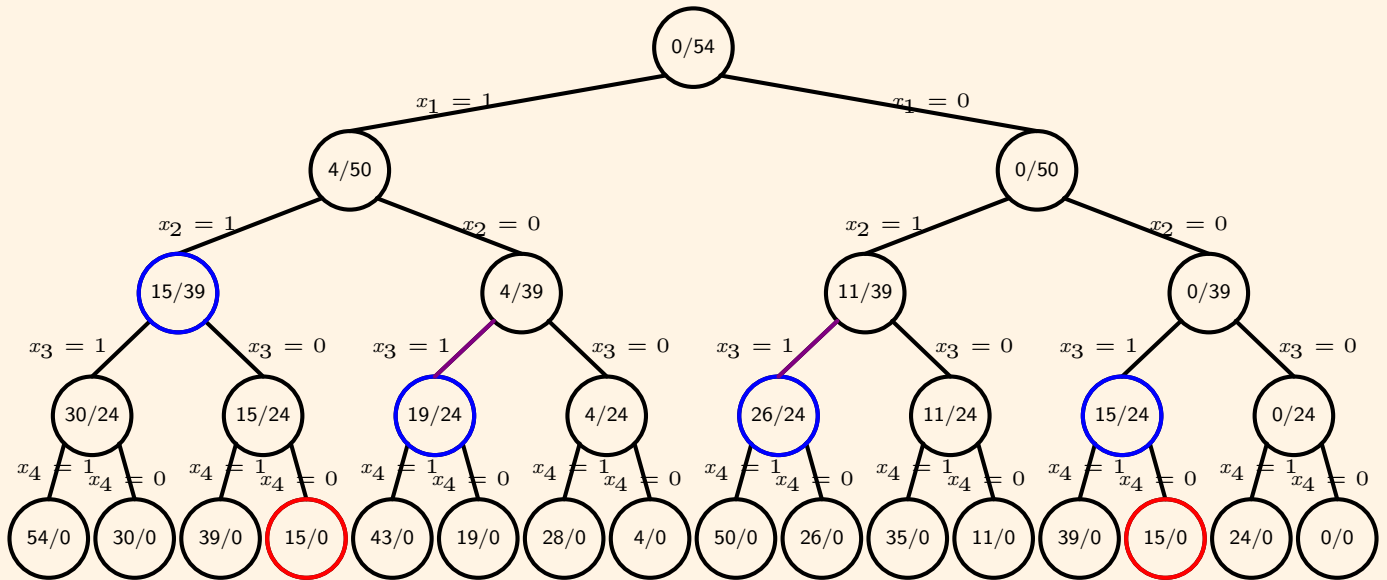 0/54
x1 = 1 x1 = 0
4/50 0/50
x2 = 1 x2 = 0 x2 = 1 x2 = 0
15/39 4/39 11/39 0/39
x3 = 1 x3 = 0 x3 = 1 x3 = 0 x3 = 1 x3 = 0 x3 = 1 x3 = 0
30/24 15/24 19/24 4/24 26/24 11/24 15/24 0/24
x4 = 1 x4 = 0 x4 = 1 x4 = 0 x4 = 1 x4 = 0 x4 = 1 x4 = 0 x4 = 1 x4 = 0 x4 = 1 x4 = 0 x4 = 1 x4 = 0 x4 = 1 x4 = 0
54/0 30/0 39/0 15/0 43/0 19/0 28/0 4/0 50/0 26/0 35/0 11/0 39/0 15/0 24/0 0/0